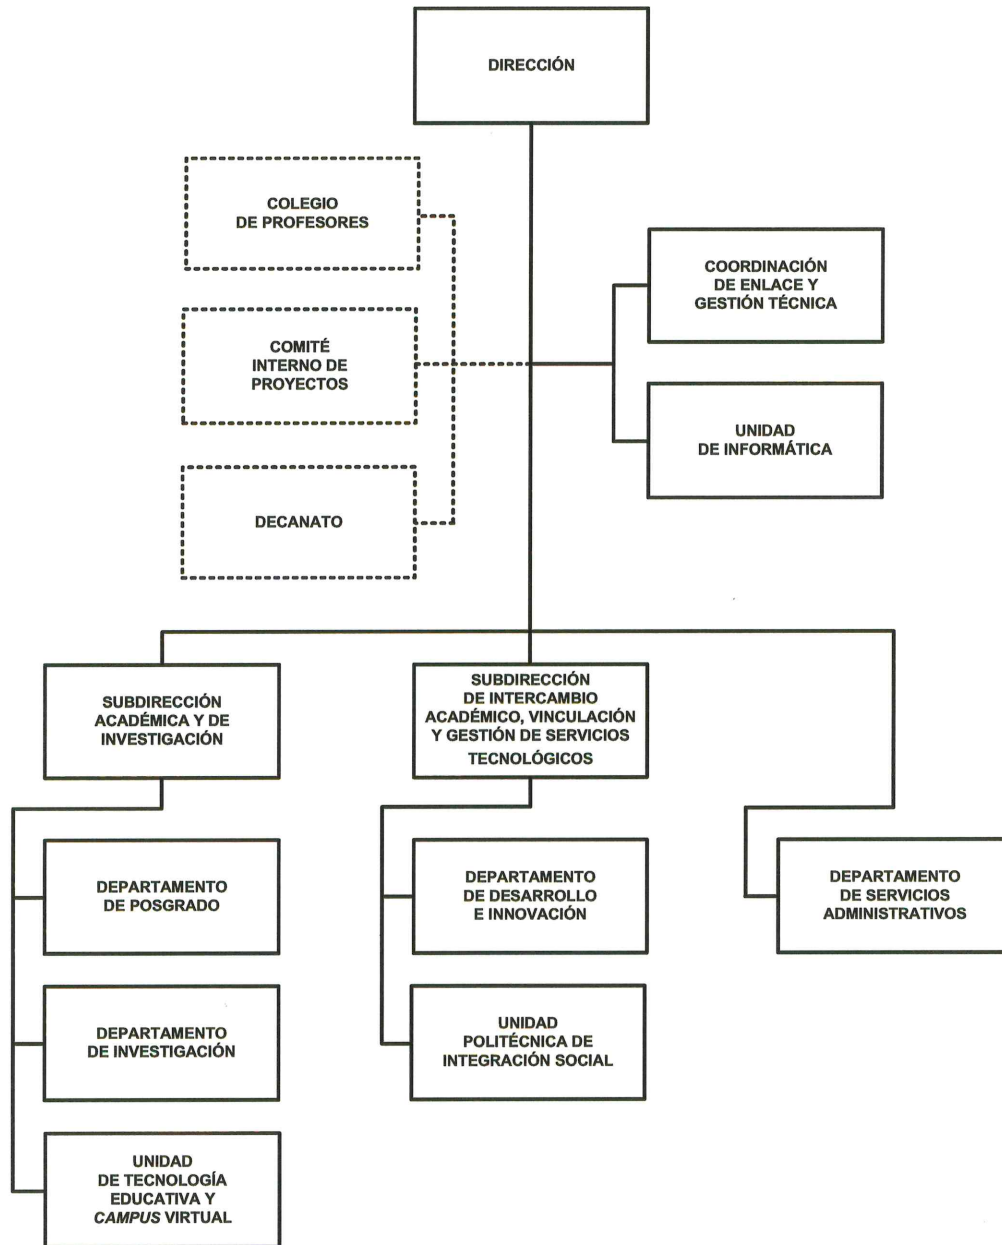 DIRECCIÓN
COLEGIO
DE PROFESORES
COORDINACIÓN
DE ENLACE Y
GESTIÓN TÉCNICA
COMITÉ
INTERNO DE
PROYECTOS
UNIDAD
DE INFORMÁTICA
DECANATO
SUBDIRECCIÓN
ACADÉMICA Y DE
INVESTIGACIÓN
SUBDIRECCIÓN
DE INTERCAMBIO
ACADÉMICO, VINCULACIÓN
Y GESTIÓN DE SERVICIOS
TECNOLÓGICOS
DEPARTAMENTO
DE POSGRADO
DEPARTAMENTO
DE DESARROLLO
E INNOVACIÓN
DEPARTAMENTO
DE SERVICIOS
ADMINISTRATIVOS
DEPARTAMENTO
DE INVESTIGACIÓN
UNIDAD
POLITÉCNICA DE
INTEGRACIÓN SOCIAL
UNIDAD
DE TECNOLOGÍA
EDUCATIVA Y
CAMPUS VIRTUAL